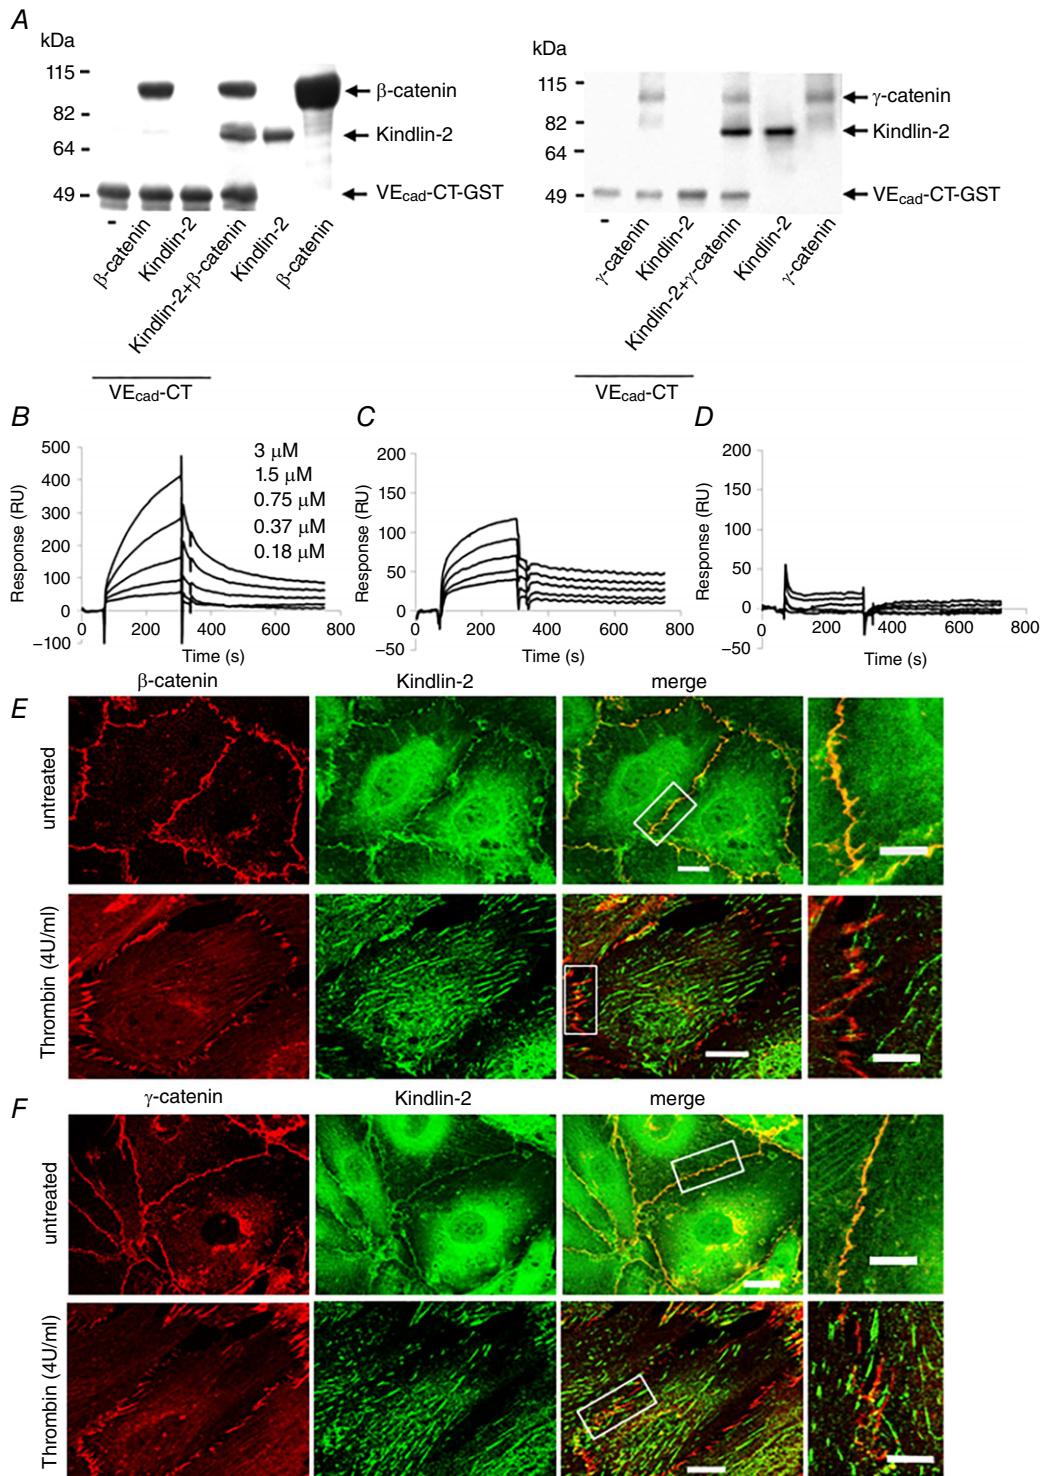 A
kDa
115
82
64
49
β-catenin
Kindlin-2
VEcad-CT-GST
-
β-catenin
Kindlin-2
Kindlin-2+β-catenin
Kindlin-2
β-catenin
VEcad-CT
kDa
115
82
64
49
γ-catenin
Kindlin-2
VEcad-CT-GST
-
γ-catenin
Kindlin-2
Kindlin-2+γ-catenin
Kindlin-2
γ-catenin
VEcad-CT
B
Response (RU)
500
400
300
200
100
0
−100
0 200 400 600 800
Time (s)
3 μM
1.5 μM
0.75 μM
0.37 μM
0.18 μM
C
Response (RU)
200
150
100
50
0
−50
0 200 400 600 800
Time (s)
D
Response (RU)
200
150
100
50
0
−50
0 200 400 600 800
Time (s)
E
β-catenin Kindlin-2 merge
untreated
Thrombin (4U/ml)
F
γ-catenin Kindlin-2 merge
untreated
Thrombin (4U/ml)